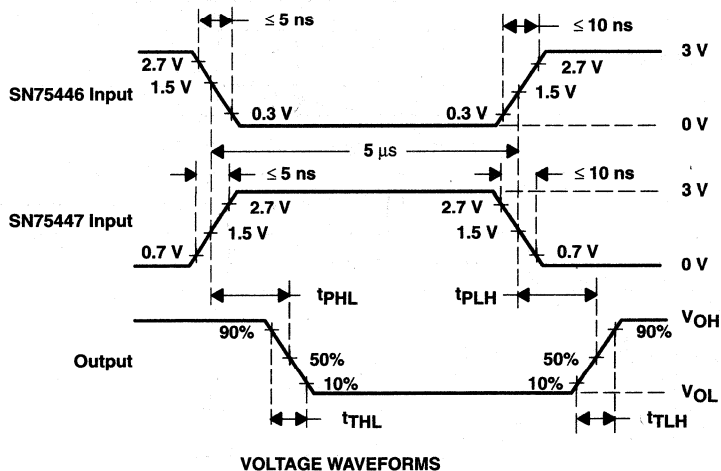 ≤ 5 ns
≤ 10 ns
3 V
2.7 V
2.7 V
1.5 V
1.5 V
SN75446 Input
0.3 V
0.3 V
0 V
5 µs
≤ 5 ns
≤ 10 ns
3 V
2.7 V
2.7 V
SN75447 Input
1.5 V
1.5 V
0.7 V
0.7 V
0 V
tPHL
tPLH
VOH
90%
90%
Output
50%
50%
10%
10%
VOL
tTHL
tTLH
VOLTAGE WAVEFORMS